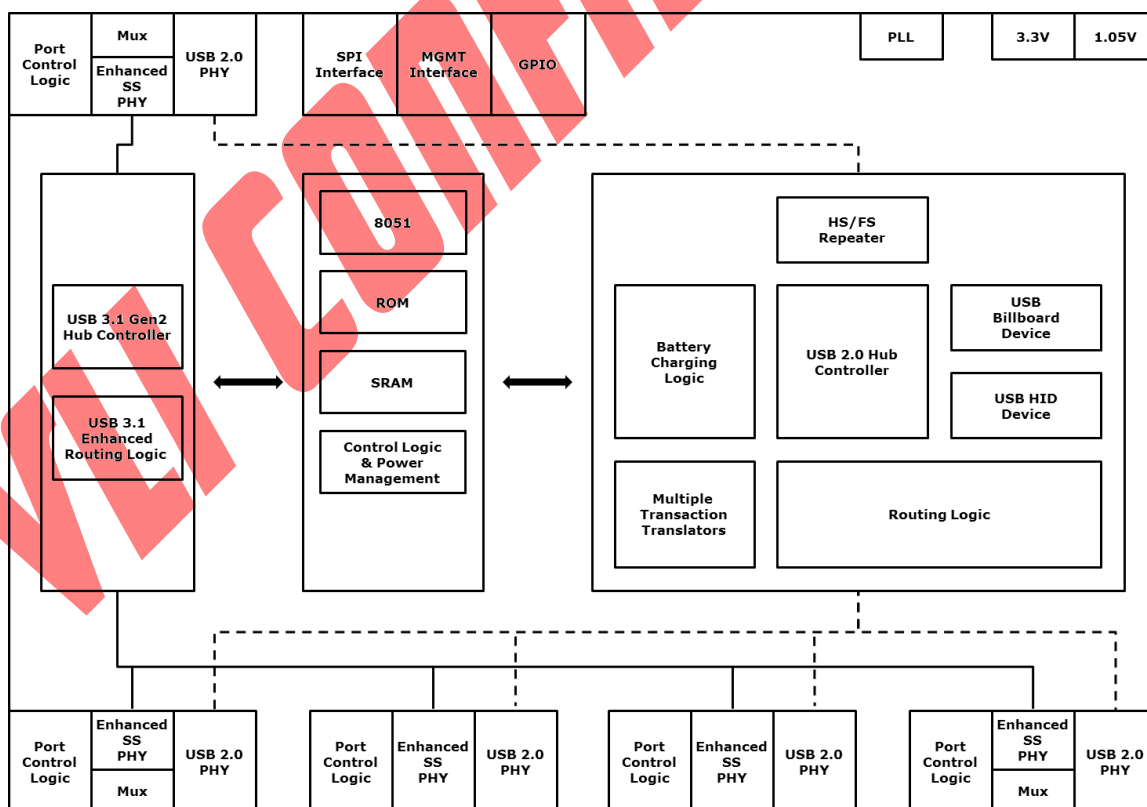 Port
Control
Logic
Mux
Enhanced
SS
PHY
USB 2.0
PHY
SPI
Interface
MGMT
Interface
GPIO
PLL
3.3V
1.05V
8051
ROM
SRAM
Control Logic
& Power
Management
USB 3.1 Gen2
Hub Controller
USB 3.1
Enhanced
Routing Logic
HS/FS
Repeater
Battery
Charging
Logic
USB 2.0 Hub
Controller
USB
Billboard
Device
USB HID
Device
Multiple
Transaction
Translators
Routing Logic
Port
Control
Logic
Enhanced
SS
PHY
Mux
USB 2.0
PHY
Port
Control
Logic
Enhanced
SS
PHY
USB 2.0
PHY
Port
Control
Logic
Enhanced
SS
PHY
USB 2.0
PHY
Port
Control
Logic
Enhanced
SS
PHY
Mux
USB 2.0
PHY